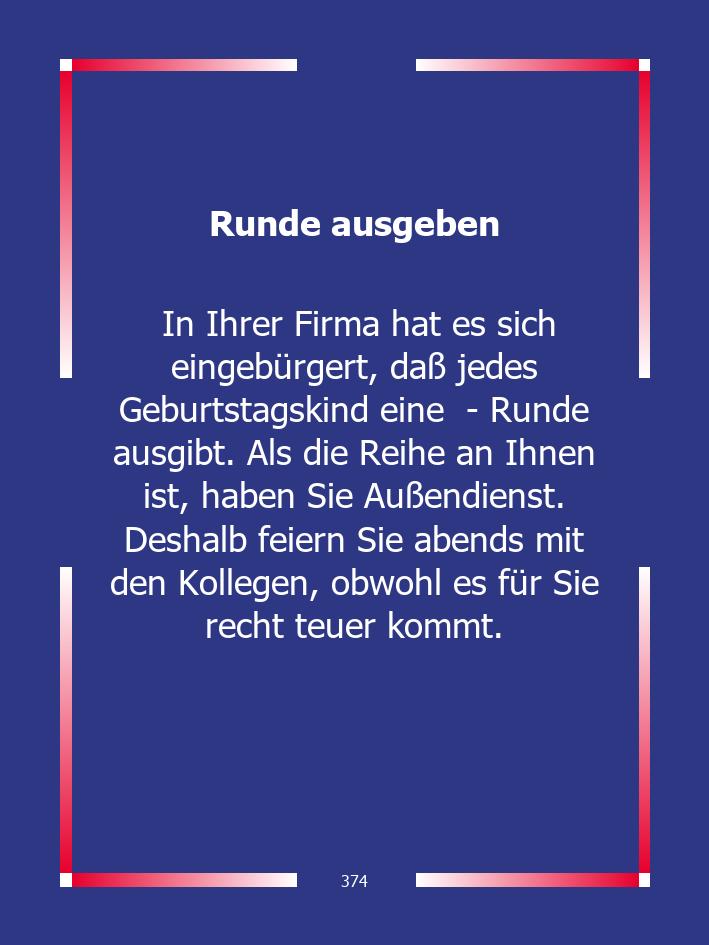 Runde ausgeben
In Ihrer Firma hat es sich
eingebürgert, daß jedes
Geburtstagskind eine  - Runde
ausgibt. Als die Reihe an Ihnen
ist, haben Sie Außendienst.
Deshalb feiern Sie abends mit
den Kollegen, obwohl es für Sie
recht teuer kommt.
374